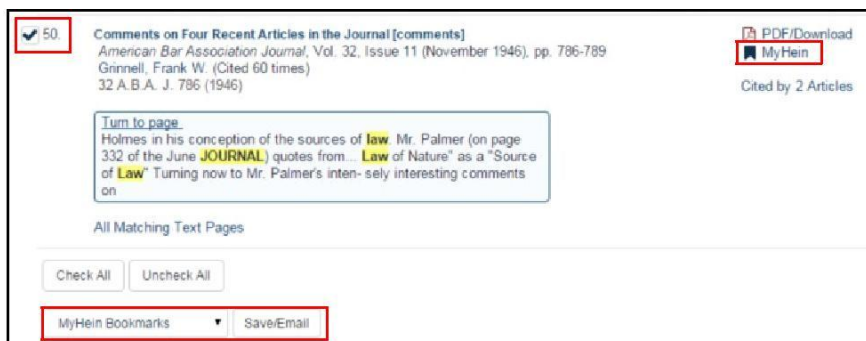 50.
Comments on Four Recent Articles in the Journal [comments]
American Bar Association Journal, Vol. 32, Issue 11 (November 1946), pp. 786-789
Grinnell, Frank W. (Cited 60 times)
32 A.B.A. J. 786 (1946)
PDF/Download
MyHein
Cited by 2 Articles
Turn to page
Holmes in his conception of the sources of law. Mr. Palmer (on page
332 of the June JOURNAL) quotes from... Law of Nature" as a "Source
of Law" Turning now to Mr. Palmer's inten- sely interesting comments
on
All Matching Text Pages
Check All
Uncheck All
MyHein Bookmarks
Save/Email